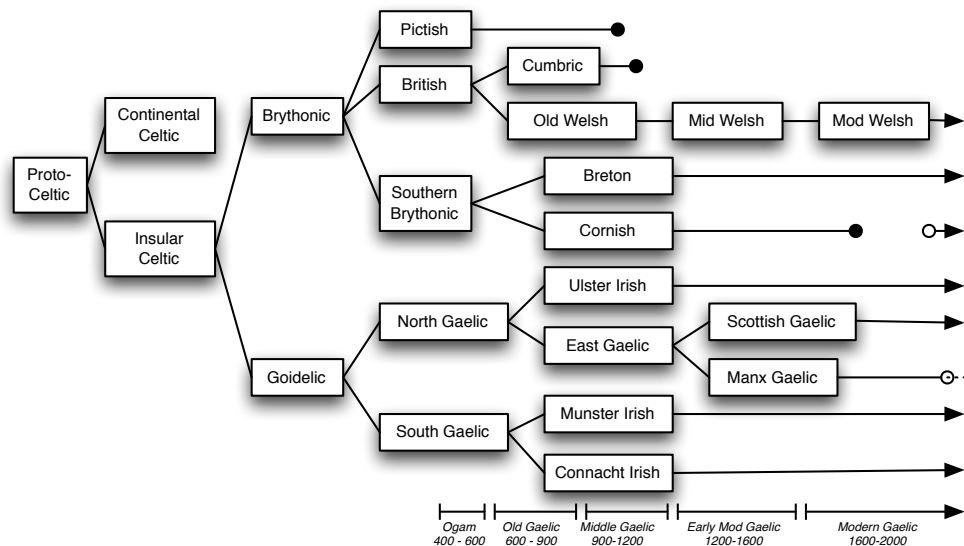 Pictish
Cumbric
British
Continental
Celtic
Brythonic
Old Welsh
Mid Welsh
Mod Welsh
Proto-
Celtic
Breton
Southern
Brythonic
Insular
Celtic
Cornish
Ulster Irish
North Gaelic
Scottish Gaelic
East Gaelic
Goidelic
Manx Gaelic
Munster Irish
South Gaelic
Connacht Irish
Ogam
400 - 600
Old Gaelic
600 - 900
Middle Gaelic
900-1200
Early Mod Gaelic
1200-1600
Modern Gaelic
1600-2000